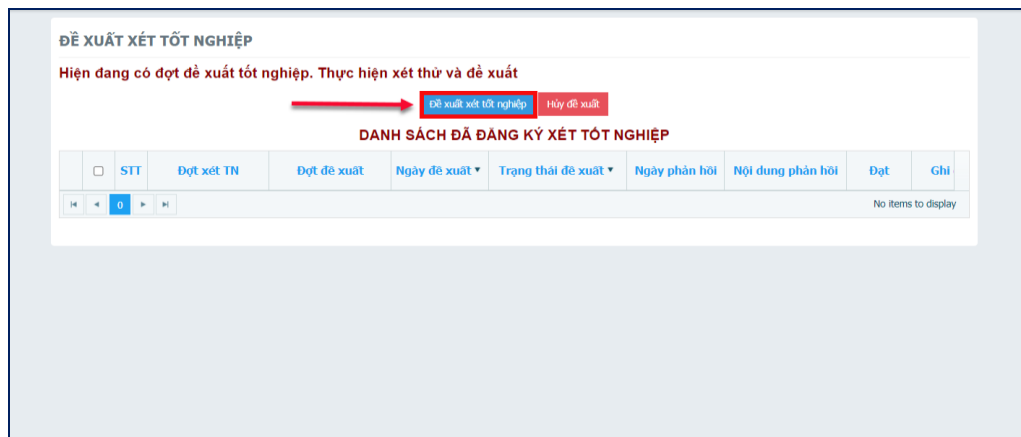 ĐỀ XUẤT XÉT TỐT NGHIỆP
Hiện đang có đợt đề xuất tốt nghiệp. Thực hiện xét thử và đề xuất
Đề xuất xét tốt nghiệp Hủy đề xuất
DANH SÁCH ĐÃ ĐĂNG KÝ XÉT TỐT NGHIỆP
STT Đợt xét TN Đợt đề xuất Ngày đề xuất Trạng thái đề xuất Ngày phản hồi Nội dung phản hồi Đạt Ghi
0 No items to display